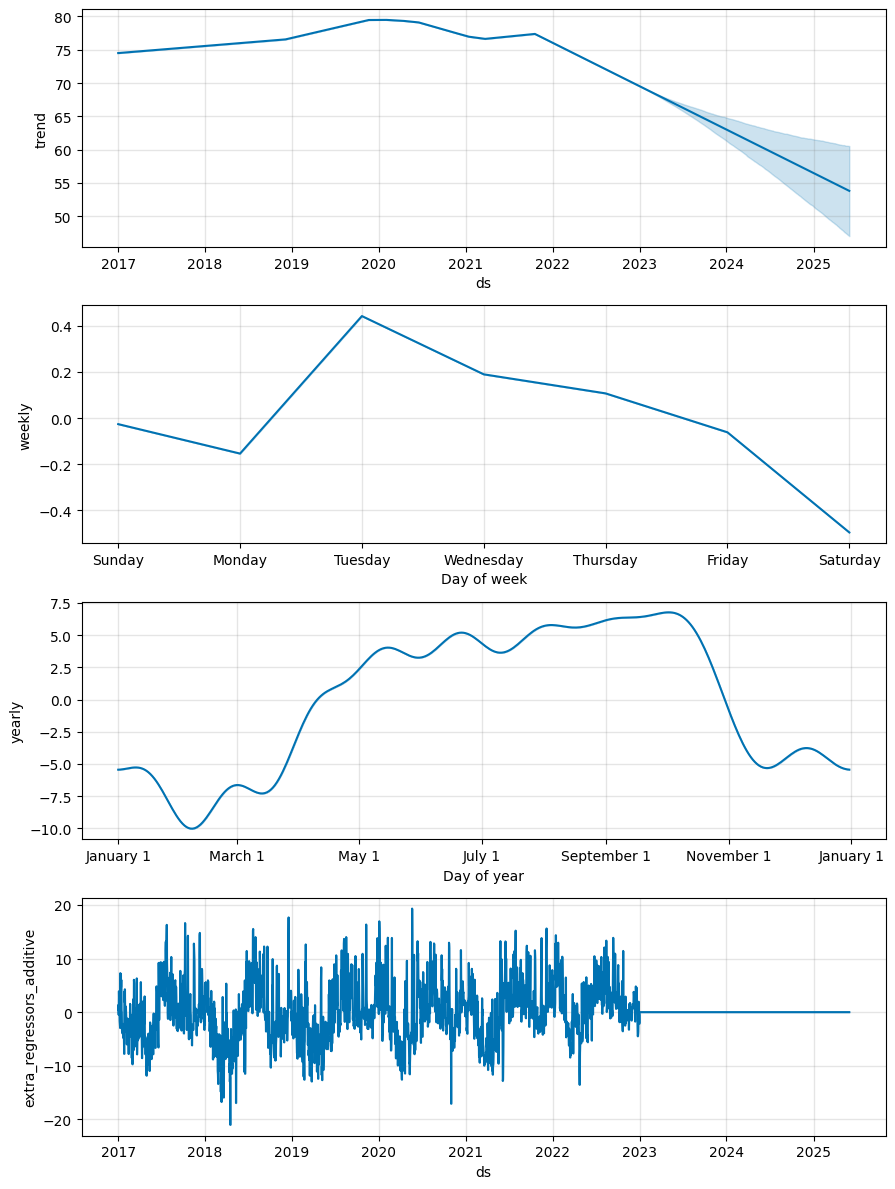 80
75
70
65
60
55
50
trend
2017 2018 2019 2020 2021 2022 2023 2024 2025
ds
0.4
0.2
0.0
−0.2
−0.4
weekly
Sunday Monday Tuesday Wednesday Thursday Friday Saturday
Day of week
7.5
5.0
2.5
0.0
−2.5
−5.0
−7.5
−10.0
yearly
January 1 March 1 May 1 July 1 September 1 November 1 January 1
Day of year
20
10
0
−10
−20
extra_regressors_additive
2017 2018 2019 2020 2021 2022 2023 2024 2025
ds